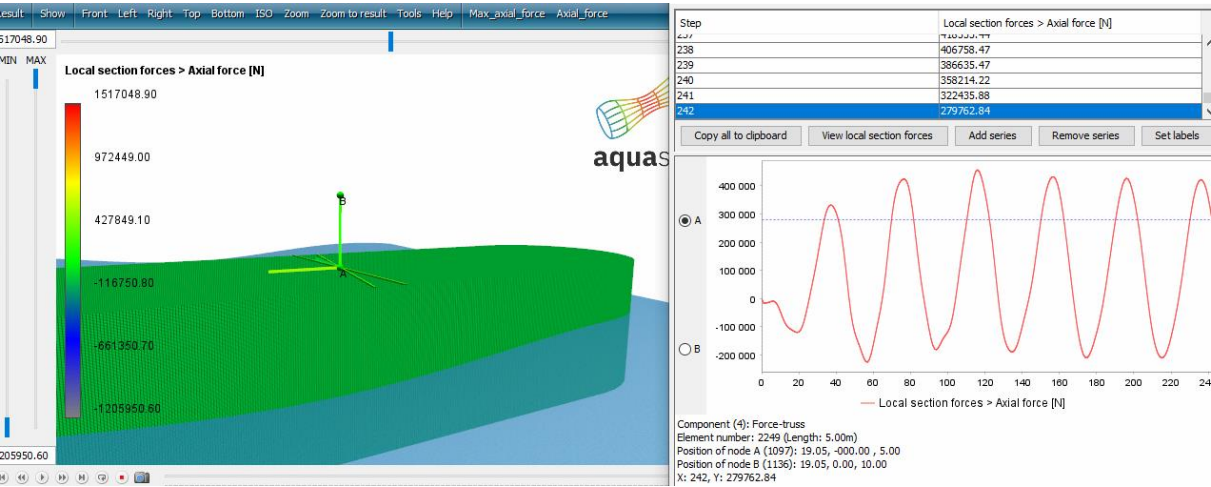 Result Show Front Left Right Top Bottom ISO Zoom Zoom to result Tools Help Max_axial_force Axial_force
517048.90
MIN MAX
Local section forces > Axial force [N]
1517048.90
972449.00
427849.10
-116750.80
-661350.70
-1205950.60
B
A
aquas
205950.60
Step Local section forces > Axial force [N]
237 418555.44
238 406758.47
239 386635.47
240 358214.22
241 322435.88
242 279762.84
Copy all to clipboard View local section forces Add series Remove series Set labels
A
B
400 000
300 000
200 000
100 000
0
-100 000
-200 000
0 20 40 60 80 100 120 140 160 180 200 220 240
Local section forces > Axial force [N]
Component (4): Force-truss
Element number: 2249 (Length: 5.00m)
Position of node A (1097): 19.05, -000.00 , 5.00
Position of node B (1136): 19.05, 0.00, 10.00
X: 242, Y: 279762.84